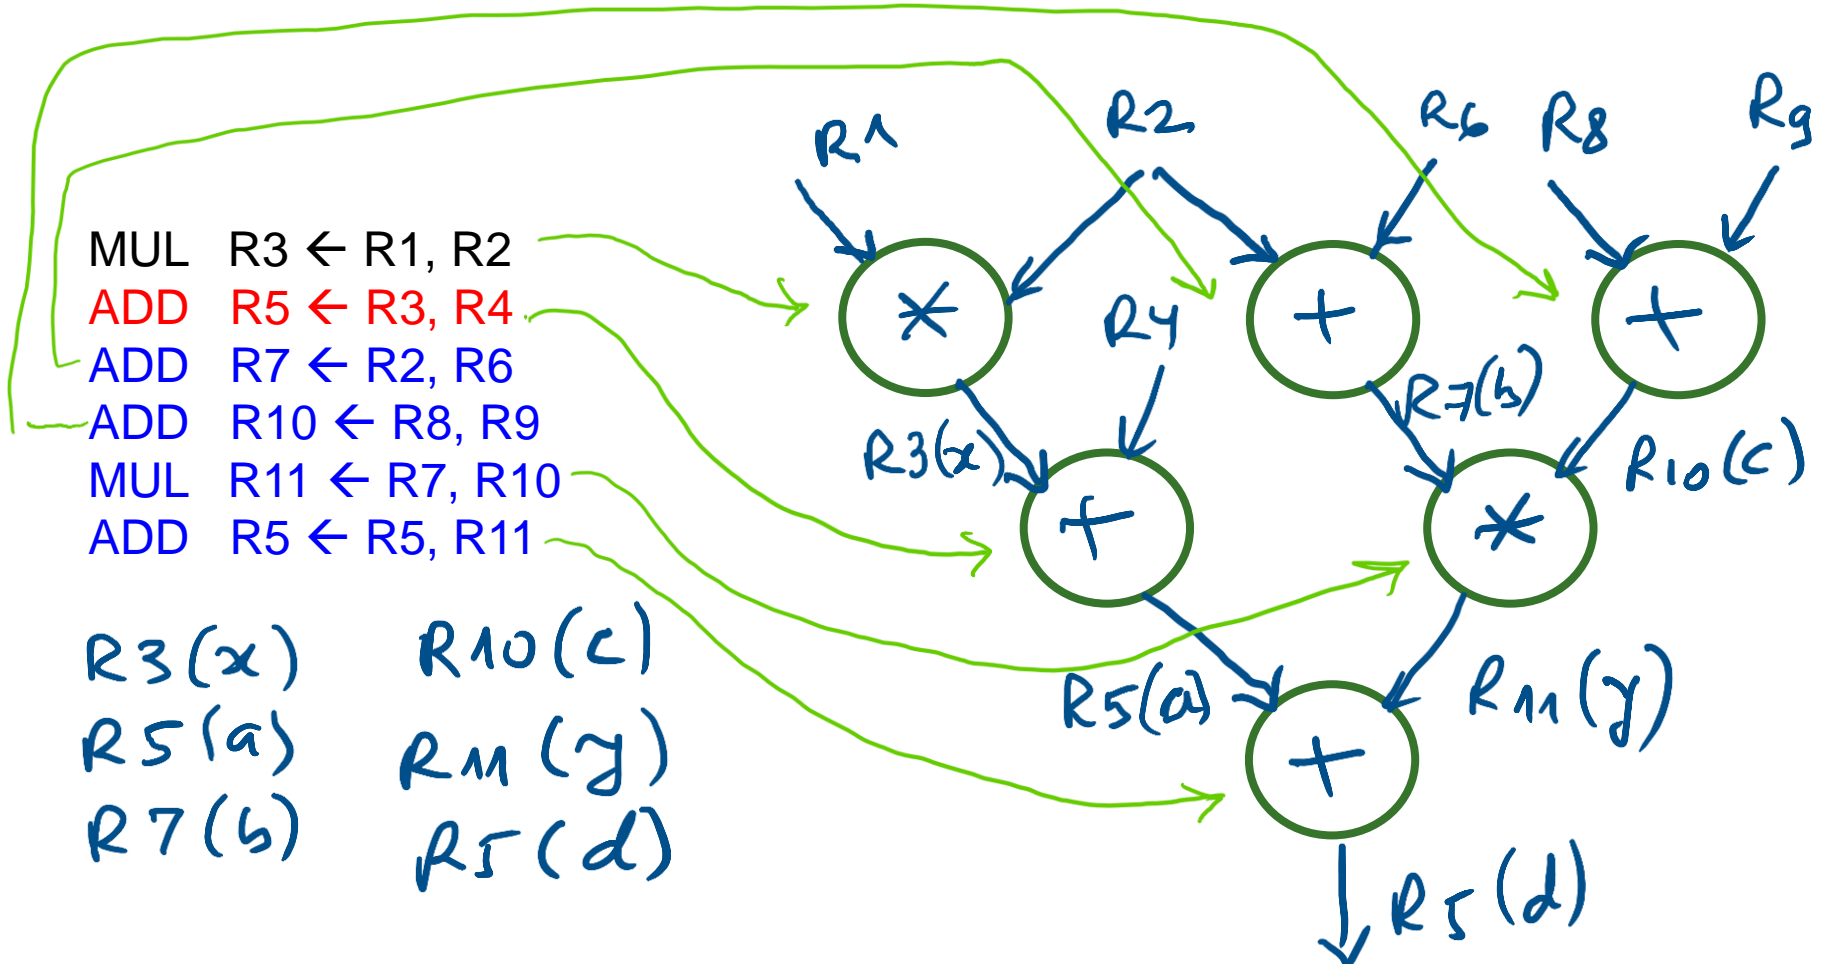 MUL R3 ← R1, R2
ADD R5 ← R3, R4
ADD R7 ← R2, R6
ADD R10 ← R8, R9
MUL R11 ← R7, R10
ADD R5 ← R5, R11
R3(x) R10(c)
R5(a) R11(y)
R7(b) R5(d)
R1 R2 R6 R8 R9
* + +
R4
R3(x) R7(b) R10(c)
+ *
R5(a) R11(y)
+
R5(d)